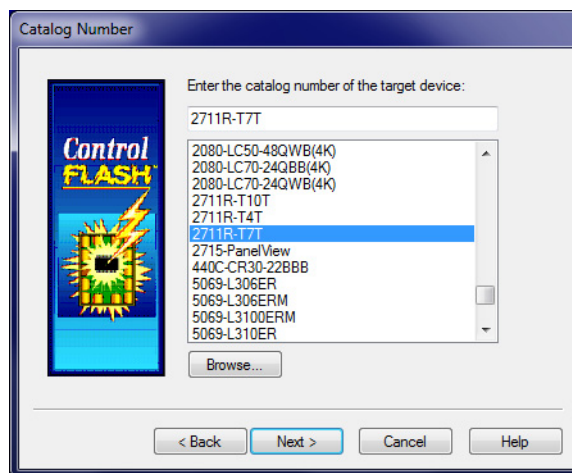 Catalog Number
Enter the catalog number of the target device:
2711R-T7T
Control
FLASH
2080-LC50-48QWB(4K)
2080-LC70-24QBB(4K)
2080-LC70-24QWB(4K)
2711R-T10T
2711R-T4T
2711R-T7T
2715-PanelView
440C-CR30-22BBB
5069-L306ER
5069-L306ERM
5069-L3100ERM
5069-L310ER
Browse...
< Back
Next >
Cancel
Help